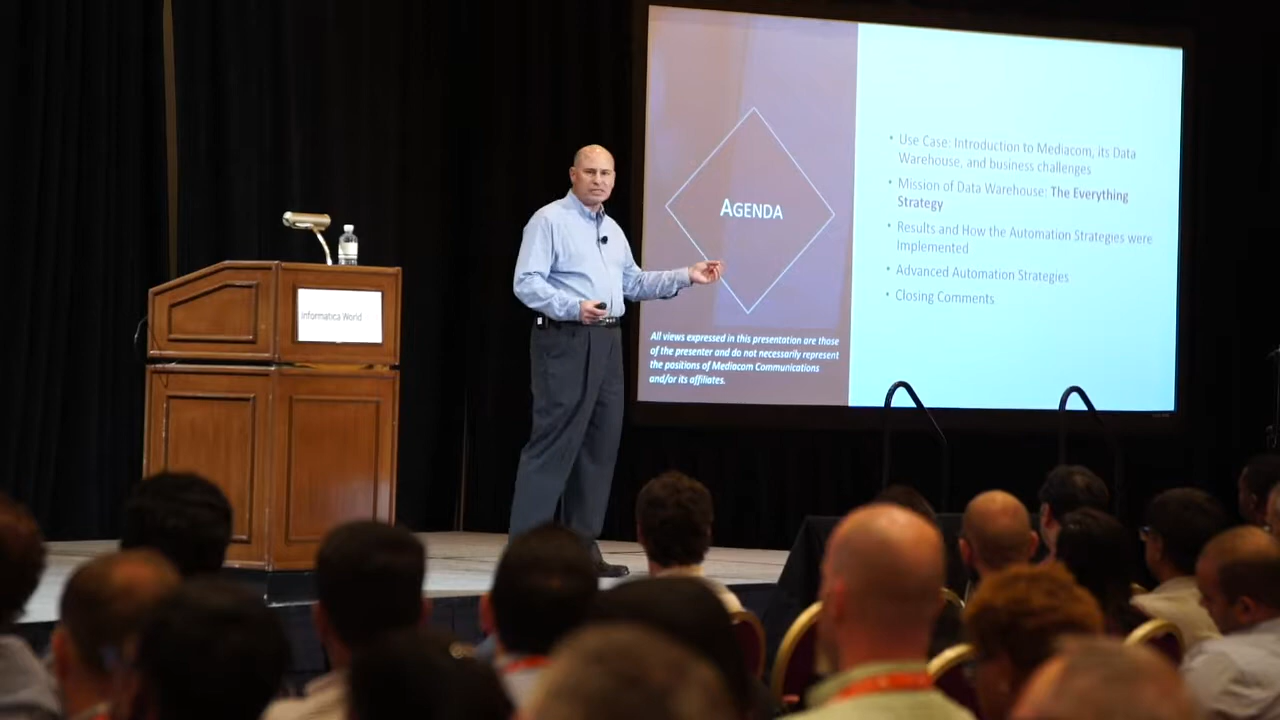 Informatica World
AGENDA
All views expressed in this presentation are those
of the presenter and do not necessarily represent
the positions of Mediacom Communications
and/or its affiliates.
• Use Case: Introduction to Mediacom, its Data
Warehouse, and business challenges
• Mission of Data Warehouse: The Everything
Strategy
• Results and How the Automation Strategies were
Implemented
• Advanced Automation Strategies
• Closing Comments